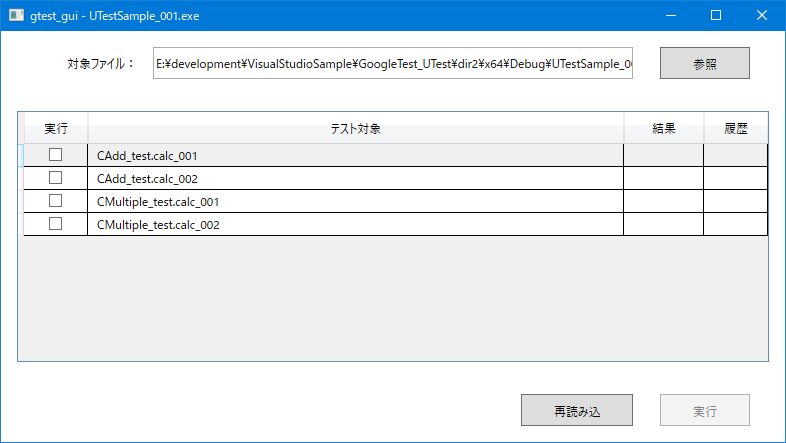 gtest_gui - UTestSample_001.exe
対象ファイル： E:¥development¥VisualStudioSample¥GoogleTest_UTest¥dir2¥x64¥Debug¥UTestSample_0 参照
実行 テスト対象 結果 履歴
CAdd_test.calc_001
CAdd_test.calc_002
CMultiple_test.calc_001
CMultiple_test.calc_002
再読み込 実行